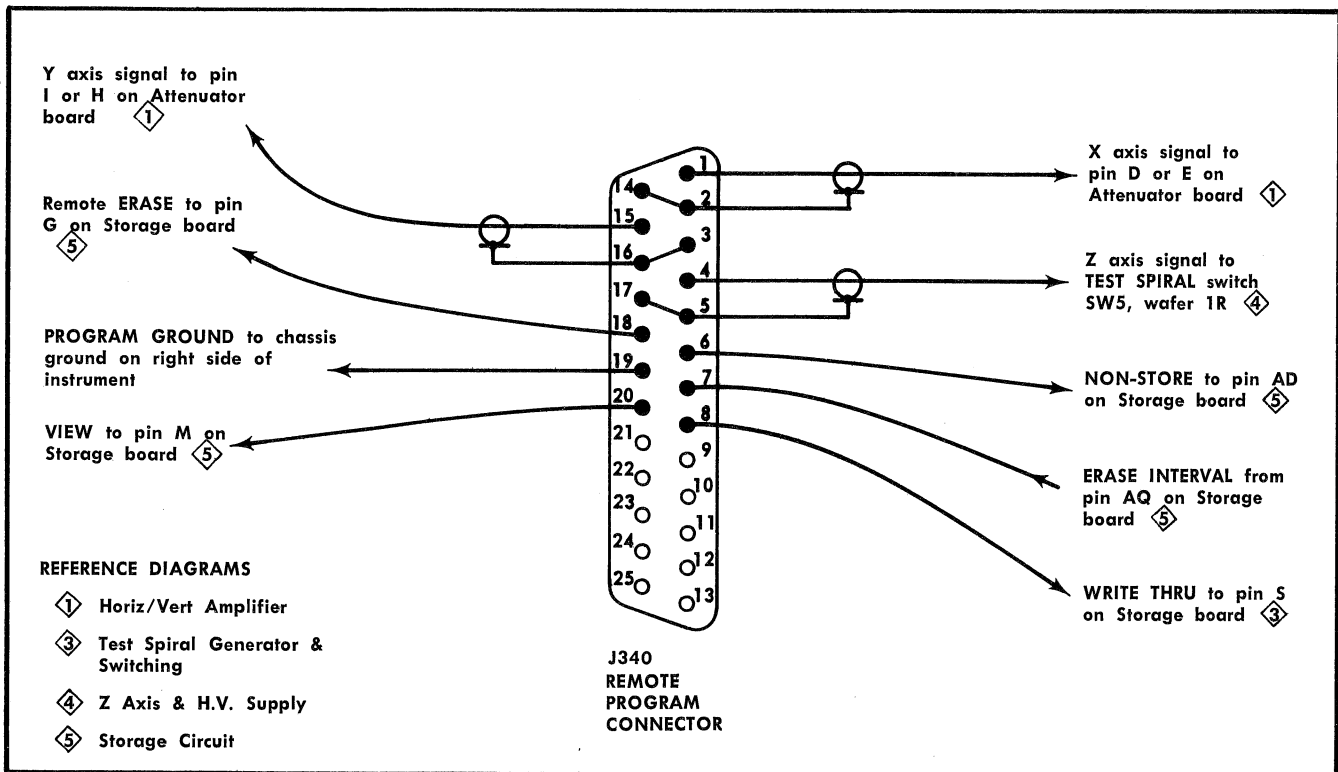 Y axis signal to pin
I or H on Attenuator
board 1
Remote ERASE to pin
G on Storage board
5
PROGRAM GROUND to chassis
ground on right side of
instrument
VIEW to pin M on
Storage board 5
REFERENCE DIAGRAMS
1 Horiz/Vert Amplifier
3 Test Spiral Generator &
Switching
4 Z Axis & H.V. Supply
5 Storage Circuit
14
15
16
17
18
19
20
21
22
23
24
25
1
2
3
4
5
6
7
8
9
10
11
12
13
J340
REMOTE
PROGRAM
CONNECTOR
X axis signal to
pin D or E on
Attenuator board 1
Z axis signal to
TEST SPIRAL switch
SW5, wafer 1R 4
NON-STORE to pin AD
on Storage board 5
ERASE INTERVAL from
pin AQ on Storage
board 5
WRITE THRU to pin S
on Storage board 3